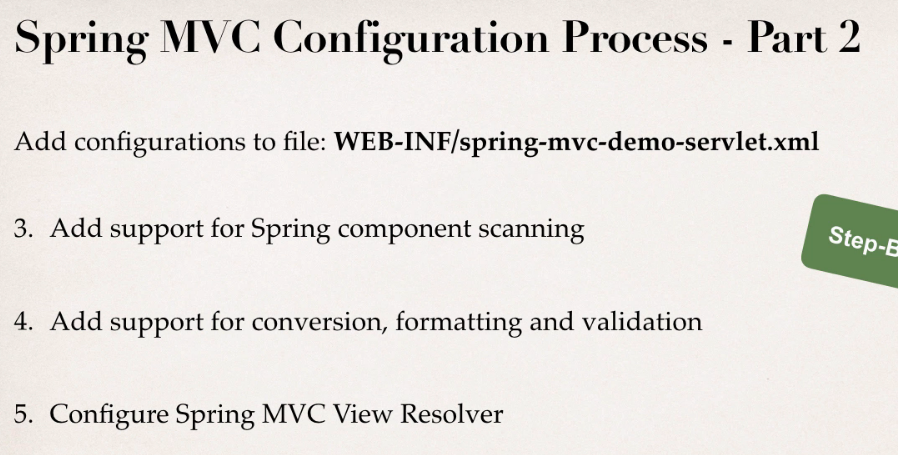 Spring MVC Configuration Process - Part 2
Add configurations to file: WEB-INF/spring-mvc-demo-servlet.xml
3. Add support for Spring component scanning
Step-B
4. Add support for conversion, formatting and validation
5. Configure Spring MVC View Resolver